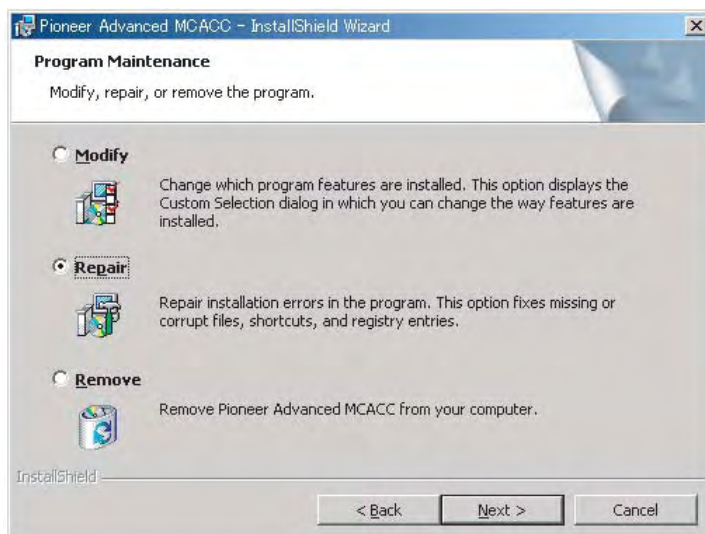 Pioneer Advanced MCACC - InstallShield Wizard
Program Maintenance
Modify, repair, or remove the program.
Modify
Change which program features are installed. This option displays the
Custom Selection dialog in which you can change the way features are
installed.
Repair
Repair installation errors in the program. This option fixes missing or
corrupt files, shortcuts, and registry entries.
Remove
Remove Pioneer Advanced MCACC from your computer.
InstallShield
< Back
Next >
Cancel